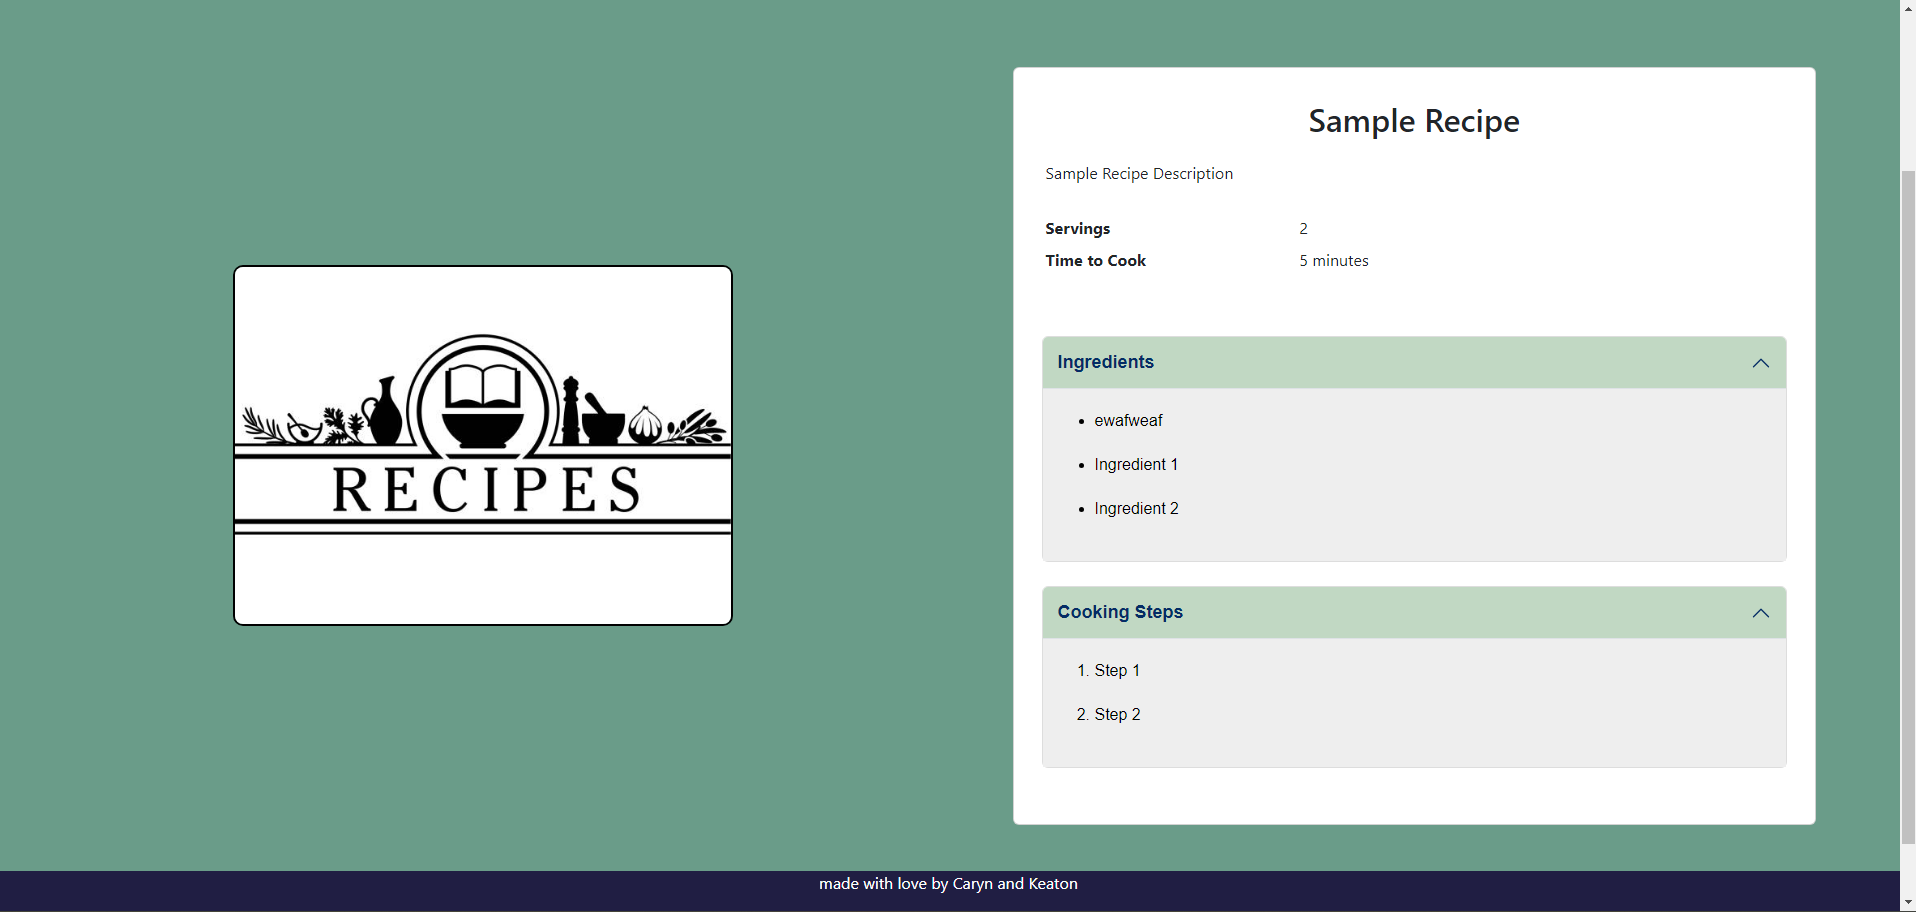 RECIPES
Sample Recipe
Sample Recipe Description
Servings 2
Time to Cook 5 minutes
Ingredients
• ewafweaf
• Ingredient 1
• Ingredient 2
Cooking Steps
1. Step 1
2. Step 2
made with love by Caryn and Keaton